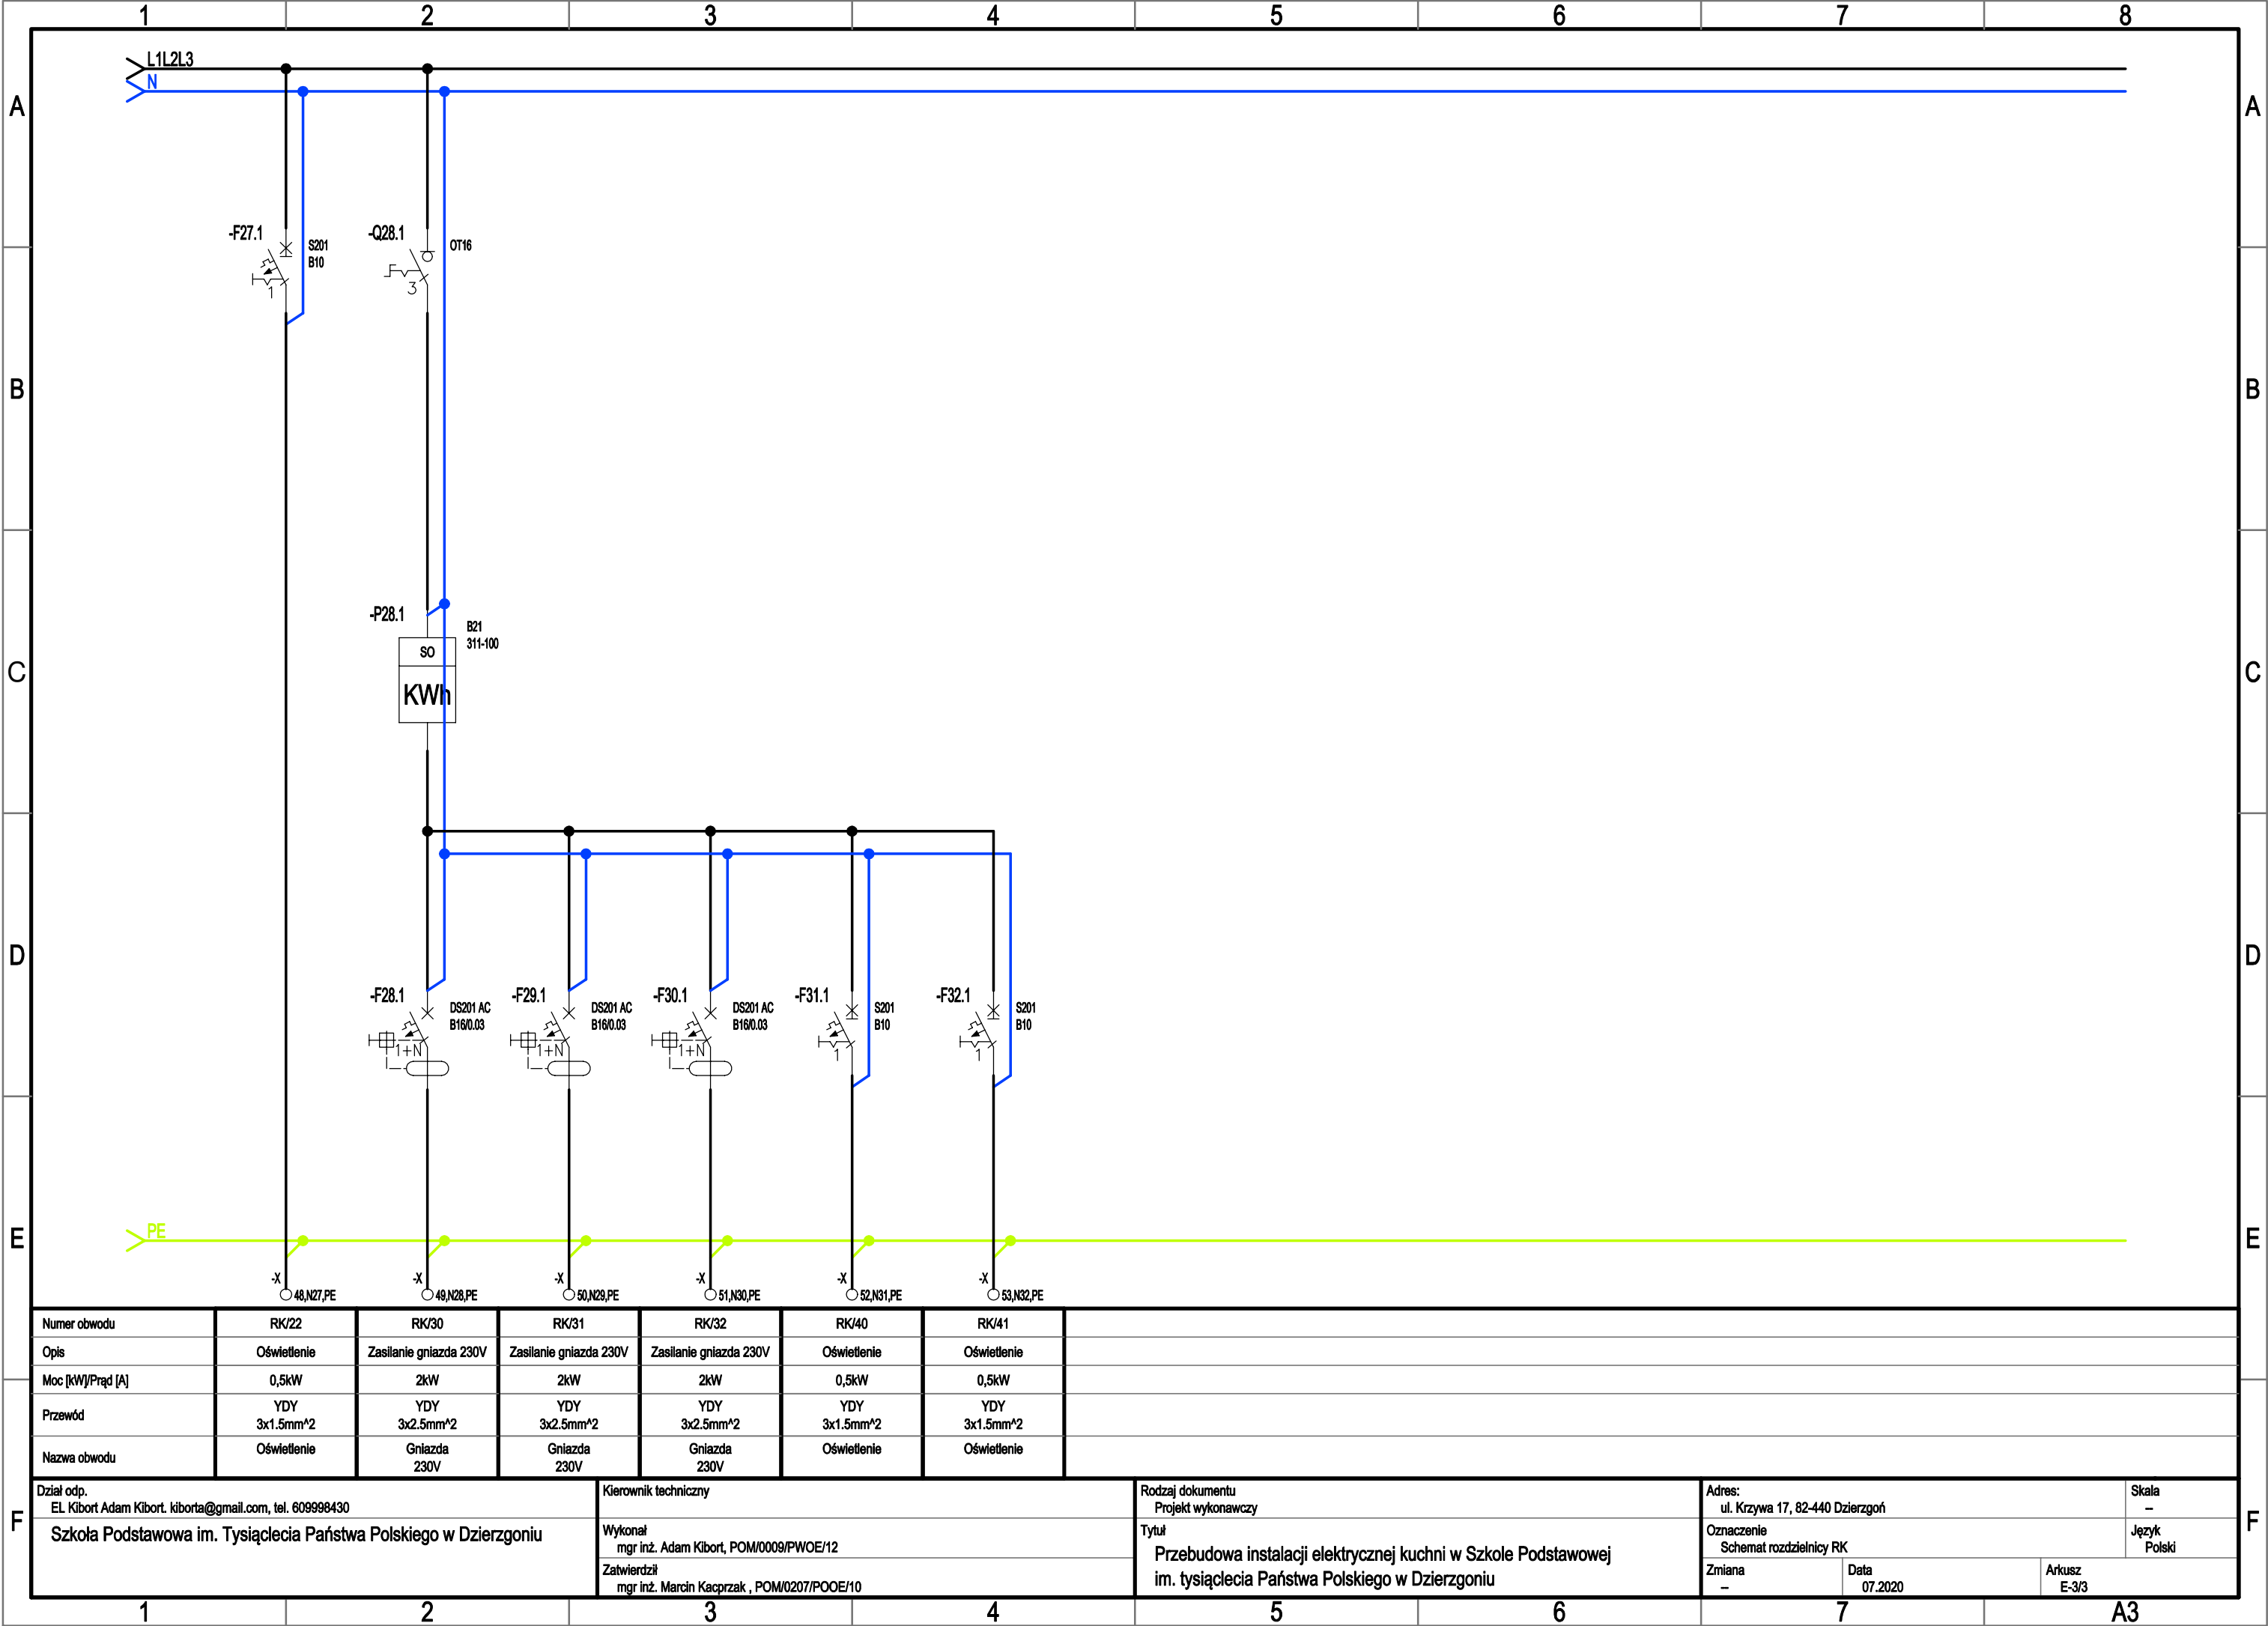 1 2 3 4 5 6 7 8
L1L2L3
N
A A
-F27.1 S201
B10
1
-Q28.1 OT16
3
B B
-P28.1 B21
311-100
SO
KWh
C C
D D
-F28.1 DS201 AC
B16/0.03
1+N
-F29.1 DS201 AC
B16/0.03
1+N
-F30.1 DS201 AC
B16/0.03
1+N
-F31.1 S201
B10
1
-F32.1 S201
B10
1
E E
PE
-X -X -X -X -X -X
48,N27,PE 49,N28,PE 50,N29,PE 51,N30,PE 52,N31,PE 53,N32,PE
Numer obwodu RK/22 RK/30 RK/31 RK/32 RK/40 RK/41
Opis Oświetlenie Zasilanie gniazda 230V Zasilanie gniazda 230V Zasilanie gniazda 230V Oświetlenie Oświetlenie
Moc [kW]/Prąd [A] 0,5kW 2kW 2kW 2kW 0,5kW 0,5kW
Przewód YDY YDY YDY YDY YDY YDY
3x1.5mm^2 3x2.5mm^2 3x2.5mm^2 3x2.5mm^2 3x1.5mm^2 3x1.5mm^2
Nazwa obwodu Oświetlenie Gniazda Gniazda Gniazda Oświetlenie Oświetlenie
230V 230V 230V
F F
Dział odp.
EL Kibort Adam Kibort. kiborta@gmail.com, tel. 609998430
Szkoła Podstawowa im. Tysiąclecia Państwa Polskiego w Dzierzgoniu
Kierownik techniczny
Wykonał
mgr inż. Adam Kibort, POM/0009/PWOE/12
Zatwierdził
mgr inż. Marcin Kacprzak , POM/0207/POOE/10
Rodzaj dokumentu
Projekt wykonawczy
Tytuł
Przebudowa instalacji elektrycznej kuchni w Szkole Podstawowej
im. tysiąclecia Państwa Polskiego w Dzierzgoniu
Adres:
ul. Krzywa 17, 82-440 Dzierzgoń
Skala
–
Oznaczenie
Schemat rozdzielnicy RK
Język
Polski
Zmiana
–
Data
07.2020
Arkusz
E-3/3
1 2 3 4 5 6 7 A3